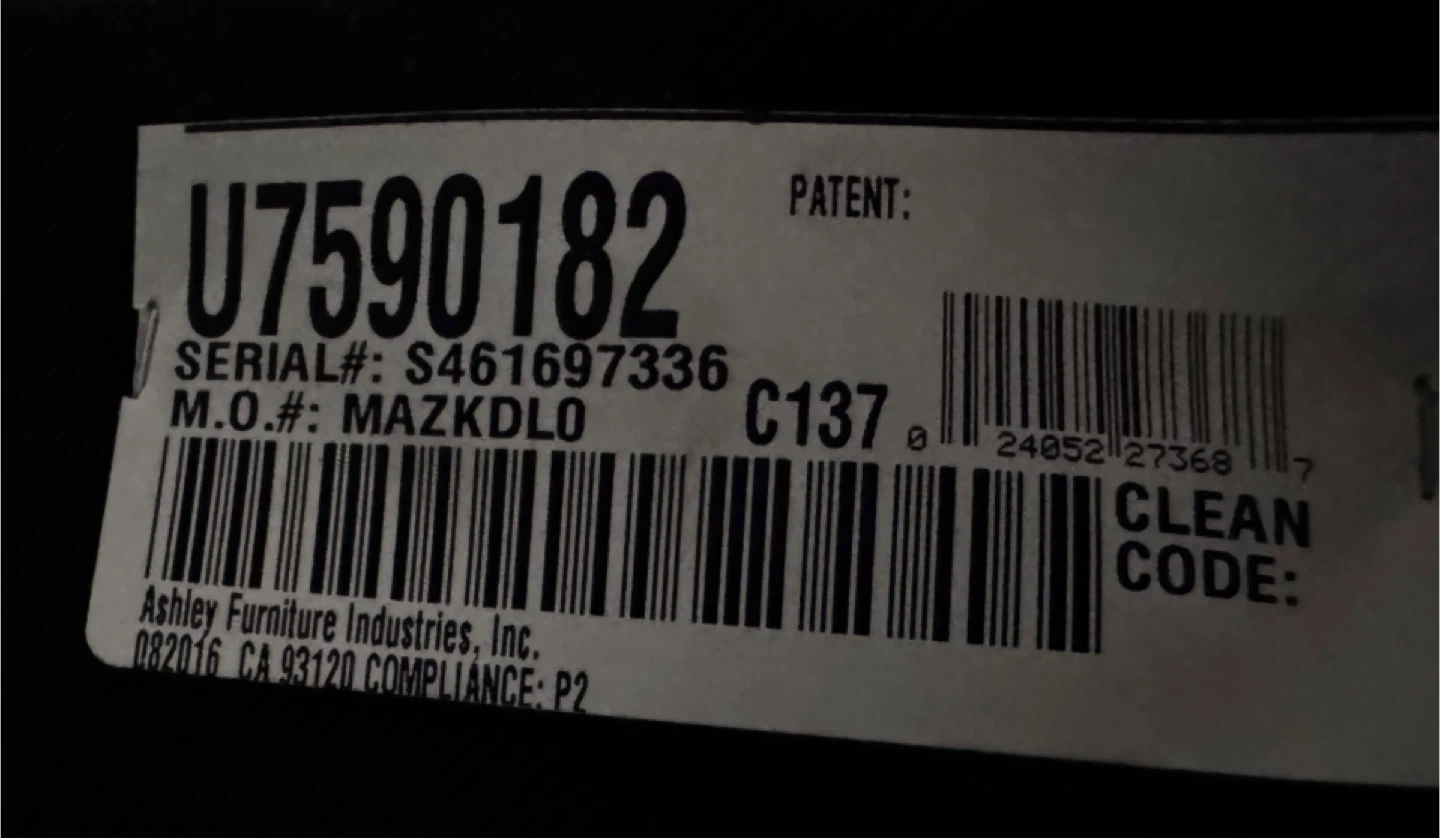 U7590182
PATENT:
SERIAL#: S461697336
M.O.#: MAZKDL0
C137
0 24052 27368 7
CLEAN
CODE:
Ashley Furniture Industries, Inc.
082016 CA 93120 COMPLIANCE: P2